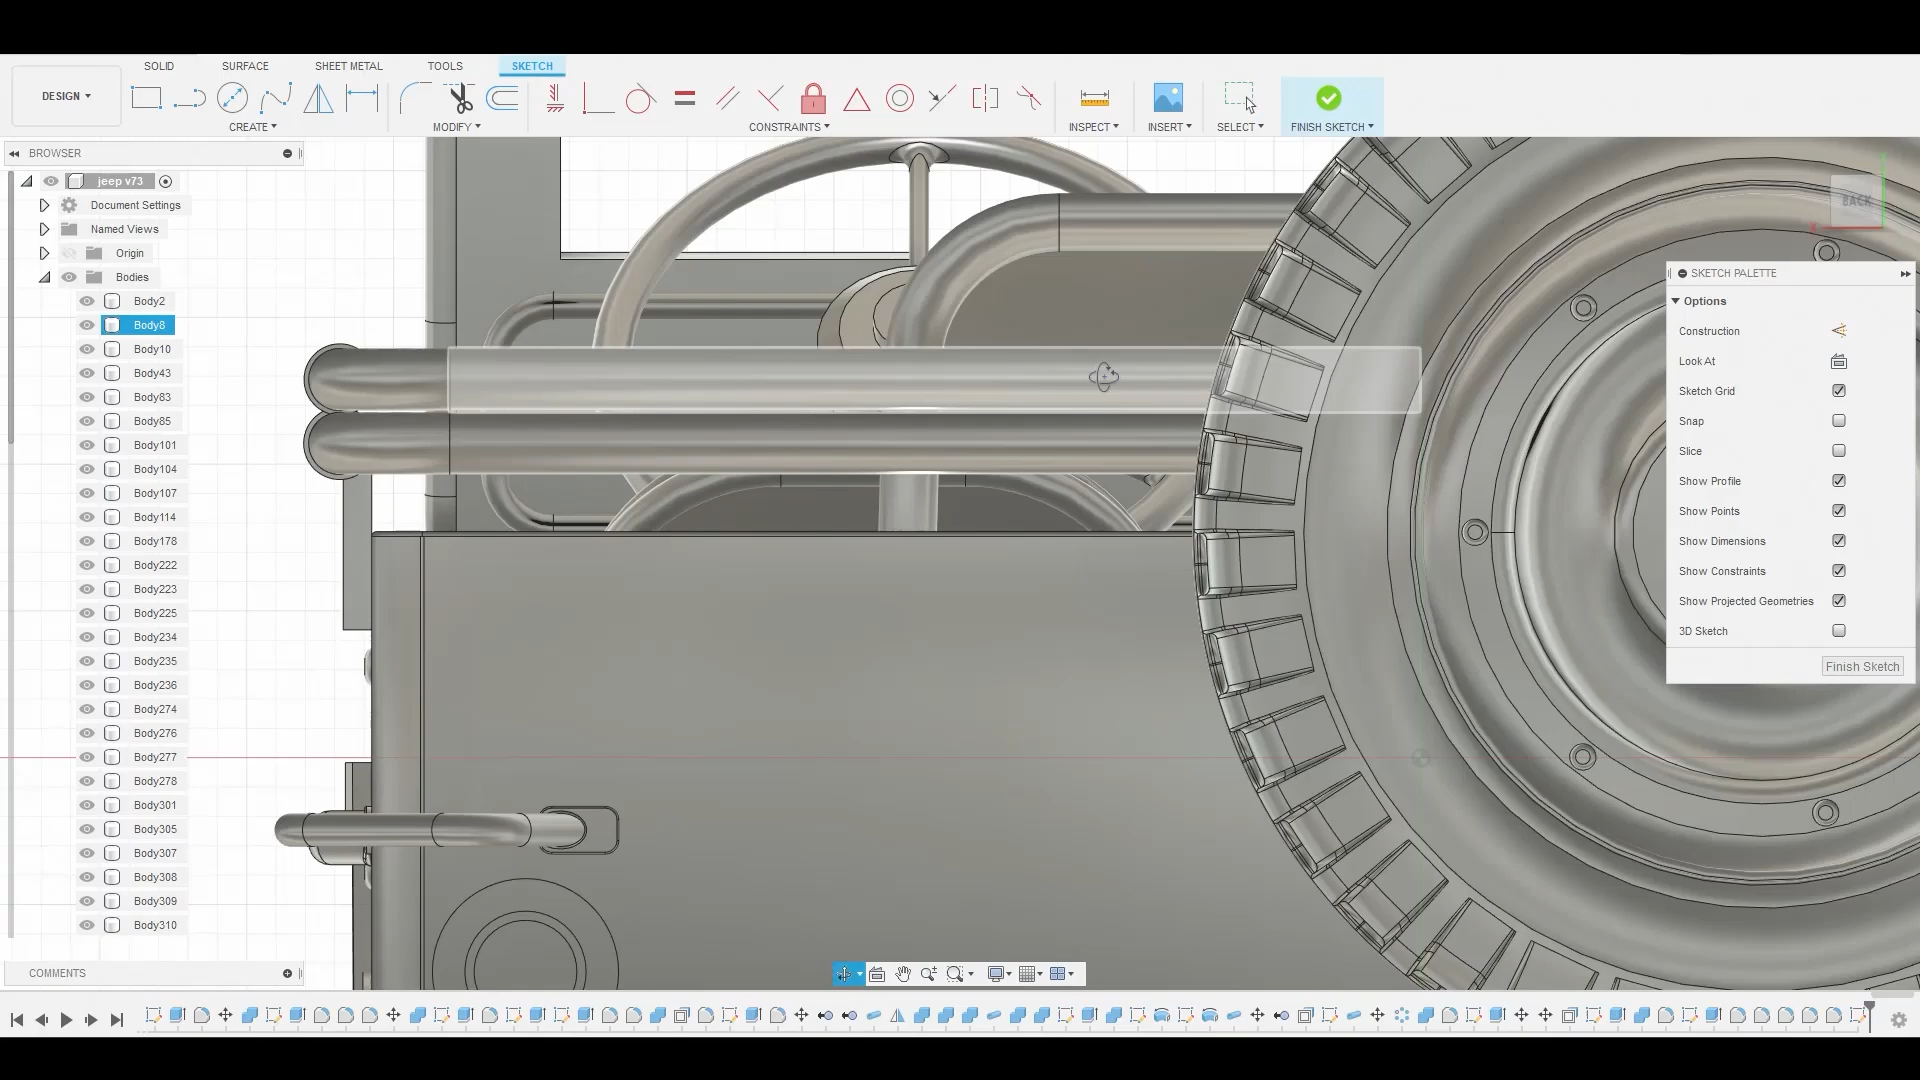 SOLID SURFACE SHEET METAL TOOLS SKETCH
DESIGN
CREATE MODIFY CONSTRAINTS INSPECT INSERT SELECT FINISH SKETCH
BROWSER
jeep v73
Document Settings
Named Views
Origin
Bodies
Body2
Body8
Body10
Body43
Body83
Body85
Body101
Body104
Body107
Body114
Body178
Body222
Body223
Body225
Body234
Body235
Body236
Body274
Body276
Body277
Body278
Body301
Body305
Body307
Body308
Body309
Body310
COMMENTS
BACK
X
SKETCH PALETTE
Options
Construction
Look At
Sketch Grid
Snap
Slice
Show Profile
Show Points
Show Dimensions
Show Constraints
Show Projected Geometries
3D Sketch
Finish Sketch